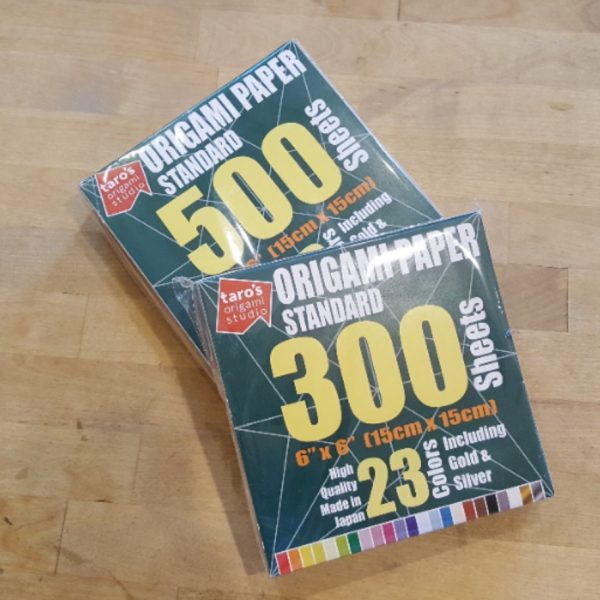 taro's
origami
studio
ORIGAMI PAPER
STANDARD
500
Sheets
(15cm x 15cm)
Including
Gold &
taro's
origami
studio
ORIGAMI PAPER
STANDARD
300
Sheets
6" x 6" (15cm x 15cm)
High
Quality
Made in
Japan
23
Colors
Including
Gold &
Silver